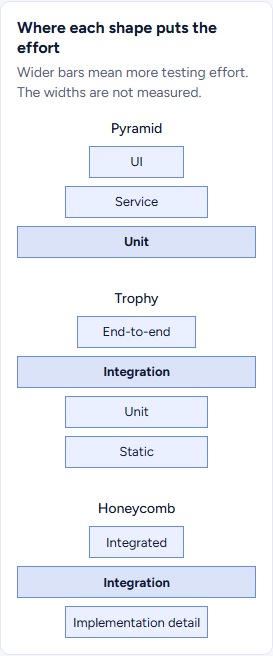 Where each shape puts the
effort
Wider bars mean more testing effort.
The widths are not measured.
Pyramid
UI
Service
Unit
Trophy
End-to-end
Integration
Unit
Static
Honeycomb
Integrated
Integration
Implementation detail